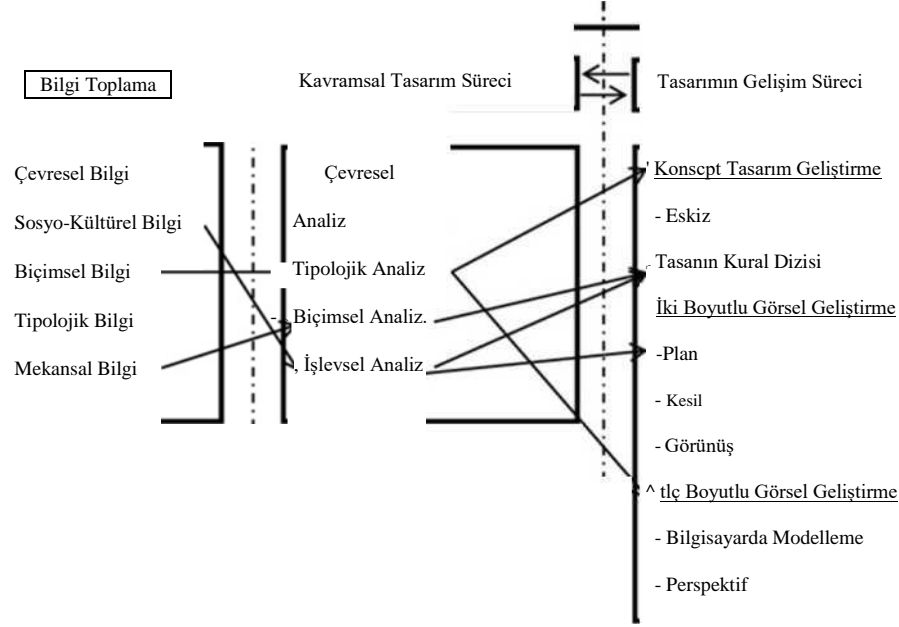 Bilgi Toplama
Kavramsal Tasarım Süreci
Tasarımın Gelişim Süreci
Çevresel Bilgi
Sosyo-Kültürel Bilgi
Biçimsel Bilgi
Tipolojik Bilgi
Mekansal Bilgi
Çevresel
Analiz
Tipolojik Analiz
- Biçimsel Analiz.
, İşlevsel Analiz
' Konscpt Tasarım Geliştirme
- Eskiz
- Tasanın Kural Dizisi
İki Boyutlu Görsel Geliştirme
-Plan
- Kesil
- Görünüş
^ tlç Boyutlu Görsel Geliştirme
- Bilgisayarda Modelleme
- Perspektif